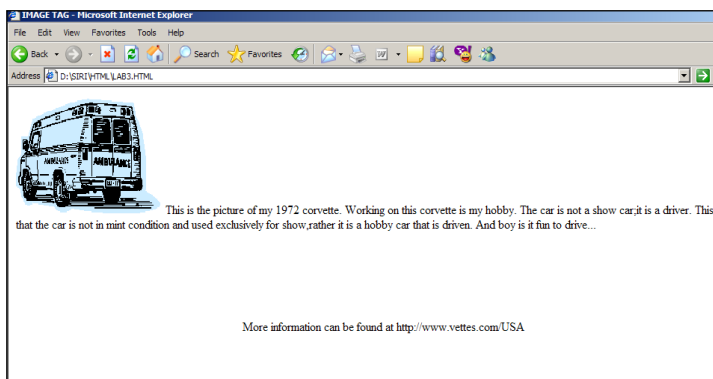 IMAGE TAG - Microsoft Internet Explorer
File Edit View Favorites Tools Help
Back Search Favorites
Address D:\SIRI\HTML\LAB3.HTML
AMBULANCE
AMBULANCE
This is the picture of my 1972 corvette. Working on this corvette is my hobby. The car is not a show car;it is a driver. This
that the car is not in mint condition and used exclusively for show,rather it is a hobby car that is driven. And boy is it fun to drive...
More information can be found at http://www.vettes.com/USA